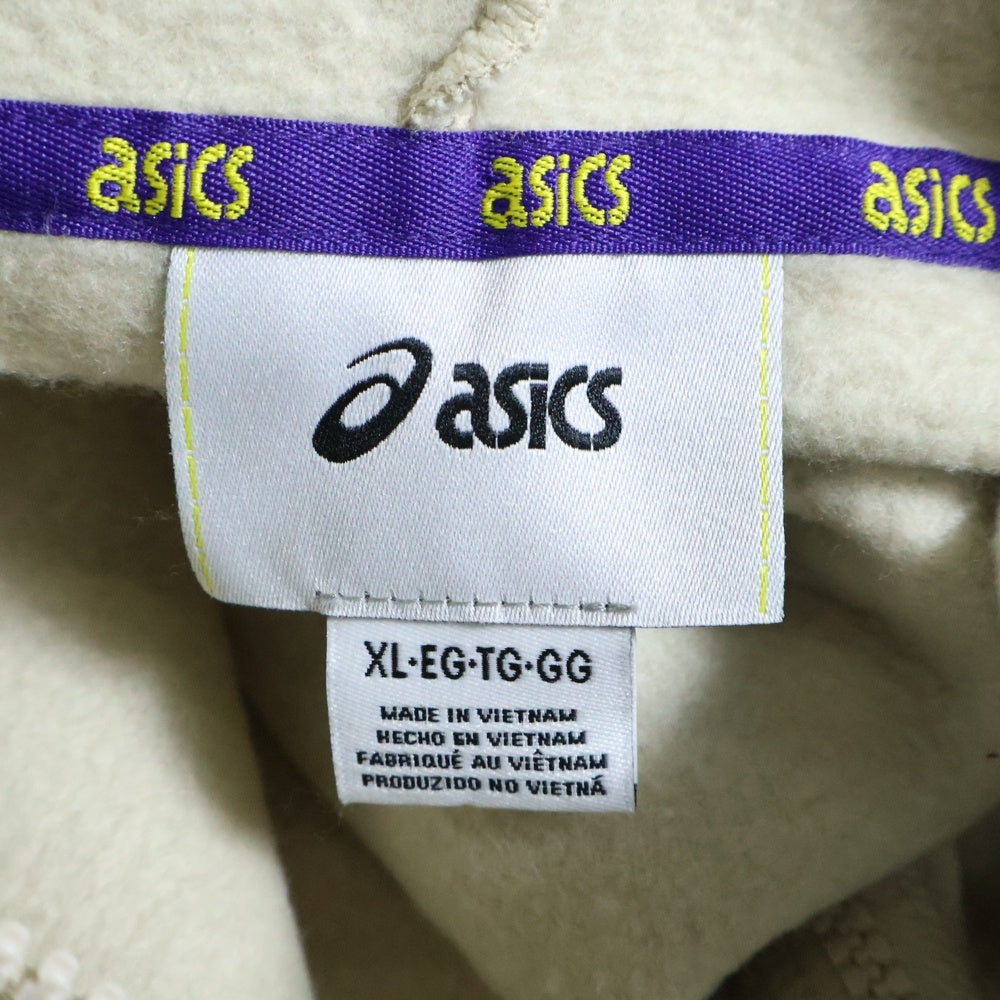 asics asics asics
asics
XL•EG•TG•GG
MADE IN VIETNAM
HECHO EN VIETNAM
FABRIQUÉ AU VIÊTNAM
PRODUZIDO NO VIETNÁ